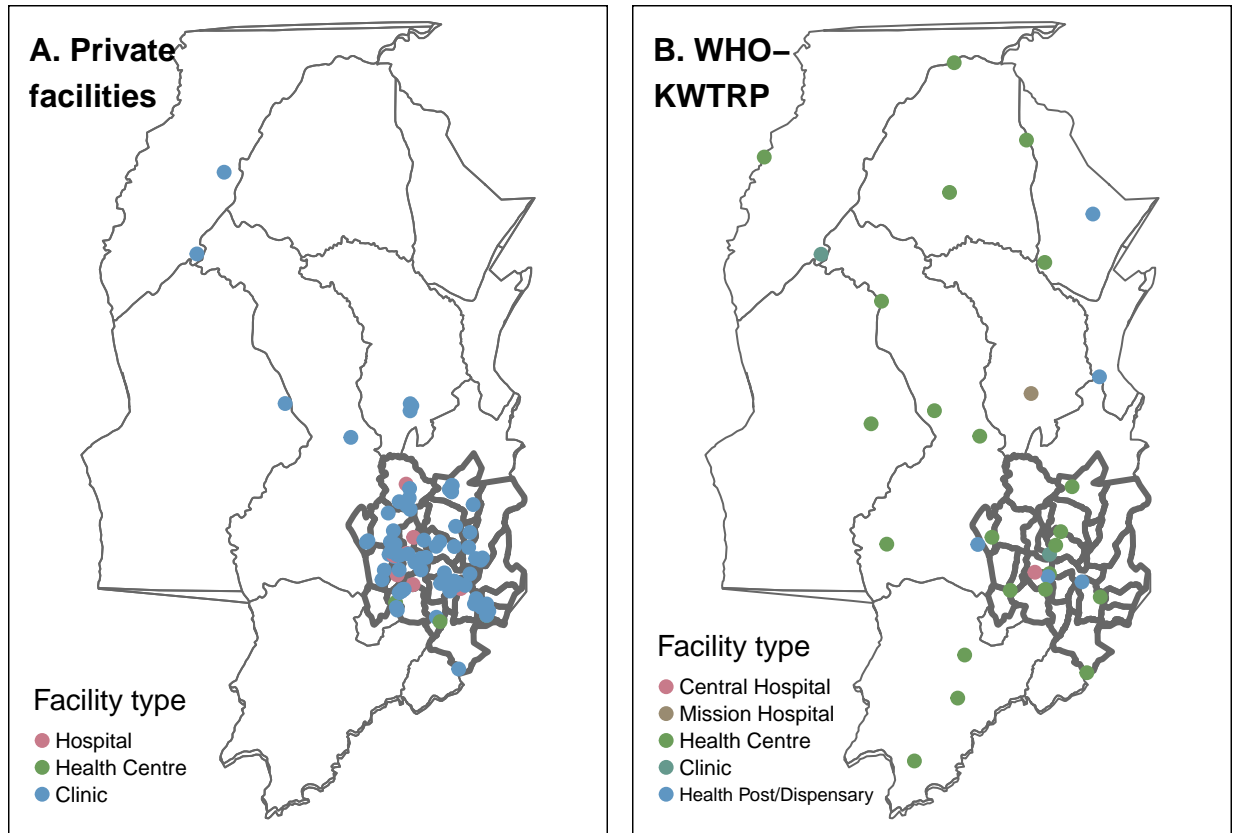 A. Private
facilities
Facility type
Hospital
Health Centre
Clinic
B. WHO–
KWTRP
Facility type
Central Hospital
Mission Hospital
Health Centre
Clinic
Health Post/Dispensary